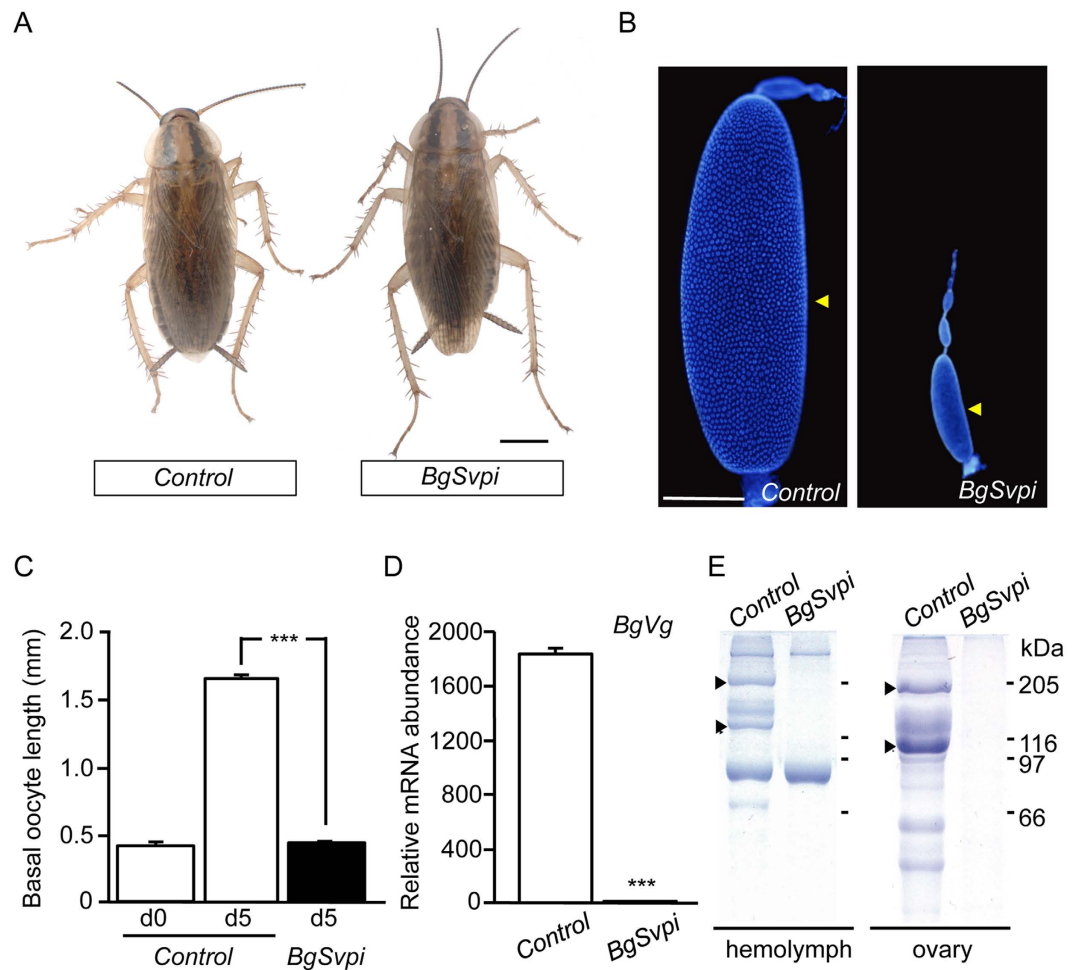 A
B
Control
BgSvpi
Control
BgSvpi
C
D
E
Basal oocyte length (mm)
2.0
1.5
1.0
0.5
0
***
d0
d5
d5
Control
BgSvpi
Relative mRNA abundance
2000
1800
1600
1200
800
400
0
BgVg
***
Control
BgSvpi
Control
BgSvpi
Control
BgSvpi
kDa
205
116
97
66
hemolymph
ovary